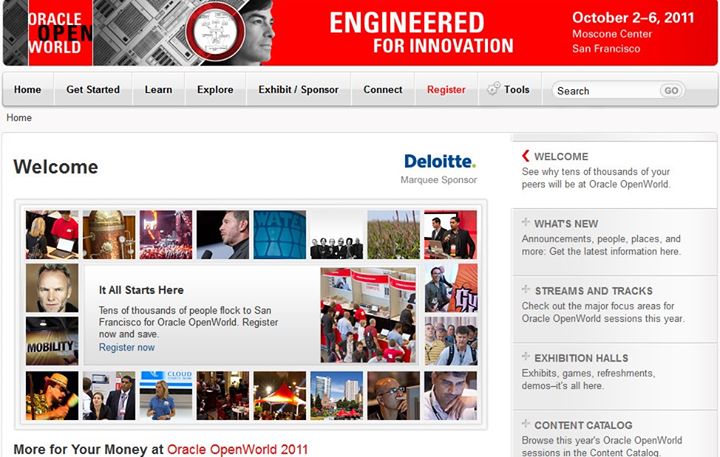 ORACLE
OPEN
WORLD
ENGINEERED
FOR INNOVATION
October 2–6, 2011
Moscone Center
San Francisco
Home
Get Started
Learn
Explore
Exhibit / Sponsor
Connect
Register
Tools
Search
GO
Home
Welcome
Deloitte.
Marquee Sponsor
WATE
It All Starts Here
Tens of thousands of people flock to San
Francisco for Oracle OpenWorld. Register
now and save.
Register now
MOBILITY
CLOUD
More for Your Money at Oracle OpenWorld 2011
WELCOME
See why tens of thousands of your
peers will be at Oracle OpenWorld.
WHAT'S NEW
Announcements, people, places, and
more: Get the latest information here.
STREAMS AND TRACKS
Check out the major focus areas for
Oracle OpenWorld sessions this year.
EXHIBITION HALLS
Exhibits, games, refreshments,
demos–it's all here.
CONTENT CATALOG
Browse this year's Oracle OpenWorld
sessions in the Content Catalog.